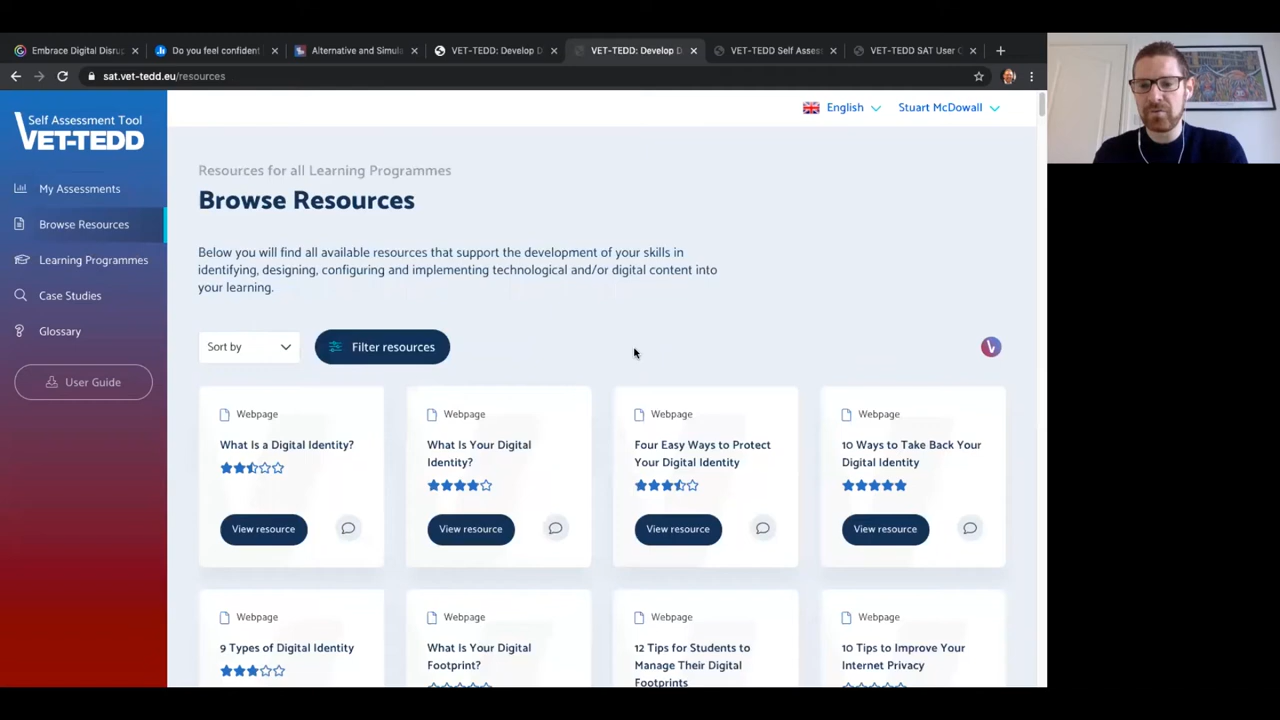 Embrace Digital Disru
Do you feel confident
Alternative and Simula
VET-TEDD: Develop D
VET-TEDD: Develop D
VET-TEDD Self Assess
VET-TEDD SAT User G
sat.vet-tedd.eu/resources
Self Assessment Tool
VET-TEDD
My Assessments
Browse Resources
Learning Programmes
Case Studies
Glossary
User Guide
English
Stuart McDowall
Resources for all Learning Programmes
Browse Resources
Below you will find all available resources that support the development of your skills in
identifying, designing, configuring and implementing technological and/or digital content into
your learning.
Sort by
Filter resources
Webpage
What Is a Digital Identity?
View resource
Webpage
What Is Your Digital
Identity?
View resource
Webpage
Four Easy Ways to Protect
Your Digital Identity
View resource
Webpage
10 Ways to Take Back Your
Digital Identity
View resource
Webpage
9 Types of Digital Identity
Webpage
What Is Your Digital
Footprint?
Webpage
12 Tips for Students to
Manage Their Digital
Footprints
Webpage
10 Tips to Improve Your
Internet Privacy